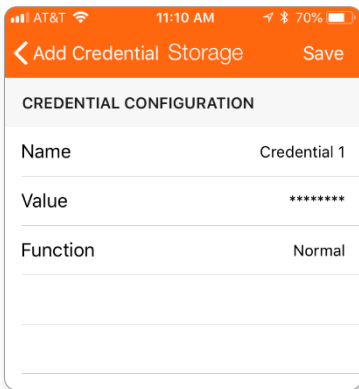 AT&T 11:10 AM 70%
Add Credential Storage Save
CREDENTIAL CONFIGURATION
Name Credential 1
Value ********
Function Normal